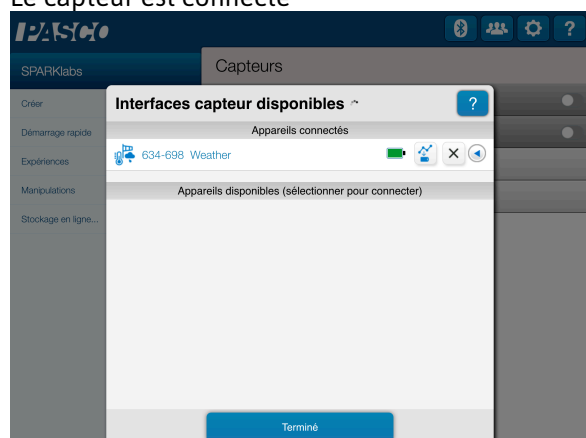 Le capteur est connecté
PASCO
?
SPARKlabs
Capteurs
Créer
Démarrage rapide
Expériences
Manipulations
Stockage en ligne...
Interfaces capteur disponibles
?
Appareils connectés
634-698 Weather
Appareils disponibles (sélectionner pour connecter)
Terminé